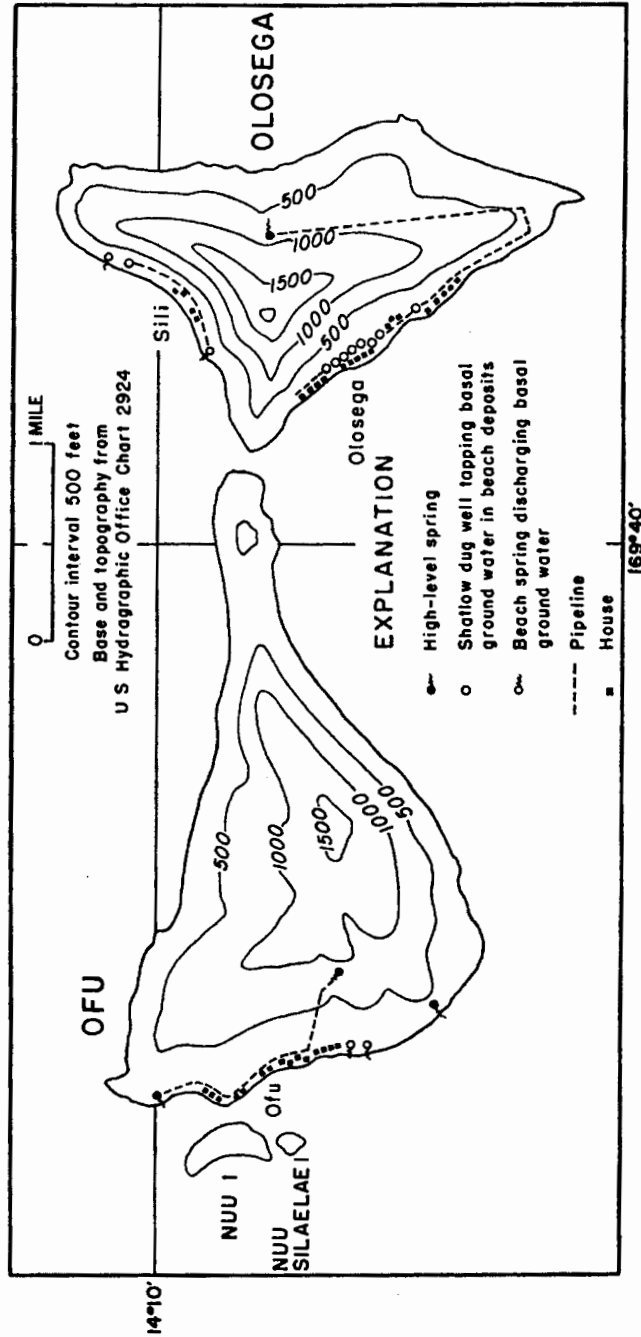 OFU
OLOSEGA
0 1 MILE
Contour interval 500 feet
Base and topography from
U S Hydragraphic Office Chart 2924
Sili
Olosega
500
1000
1500
1000
500
500
1000
1500
1000
500
Ofu
NUU I
NUU
SILAELAE I
EXPLANATION
High-level spring
Shallow dug well tapping basal
ground water in beach deposits
Beach spring discharging basal
ground water
Pipeline
House
14°10'
169°40'